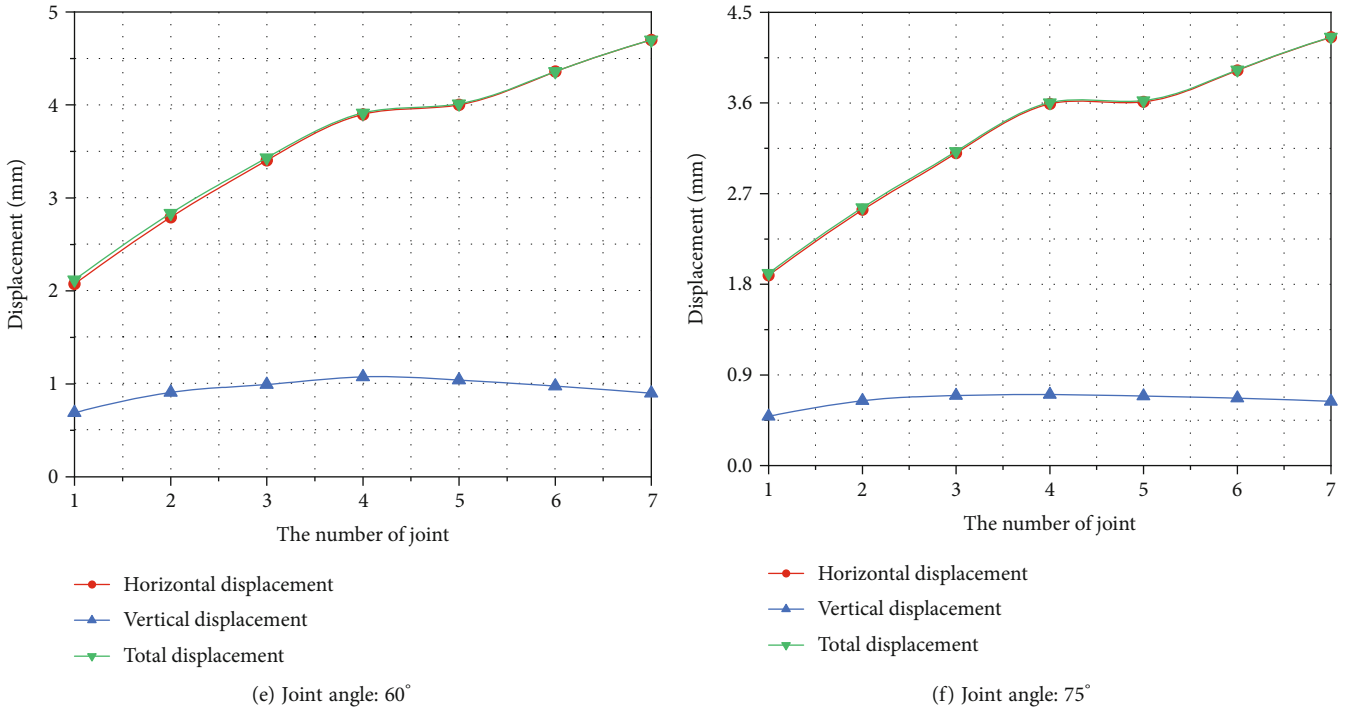 5
4
3
2
1
0
Displacement (mm)
1 2 3 4 5 6 7
The number of joint
Horizontal displacement
Vertical displacement
Total displacement
(e) Joint angle: 60°
4.5
3.6
2.7
1.8
0.9
0.0
Displacement (mm)
1 2 3 4 5 6 7
The number of joint
Horizontal displacement
Vertical displacement
Total displacement
(f) Joint angle: 75°